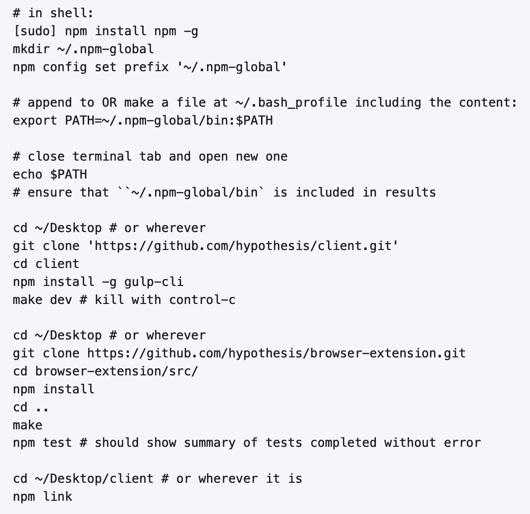 # in shell:
[sudo] npm install npm -g
mkdir ~/.npm-global
npm config set prefix '~/.npm-global'

# append to OR make a file at ~/.bash_profile including the content:
export PATH=~/.npm-global/bin:$PATH

# close terminal tab and open new one
echo $PATH
# ensure that ``~/.npm-global/bin` is included in results

cd ~/Desktop # or wherever
git clone 'https://github.com/hypothesis/client.git'
cd client
npm install -g gulp-cli
make dev # kill with control-c

cd ~/Desktop # or wherever
git clone https://github.com/hypothesis/browser-extension.git
cd browser-extension/src/
npm install
cd ..
make
npm test # should show summary of tests completed without error

cd ~/Desktop/client # or wherever it is
npm link